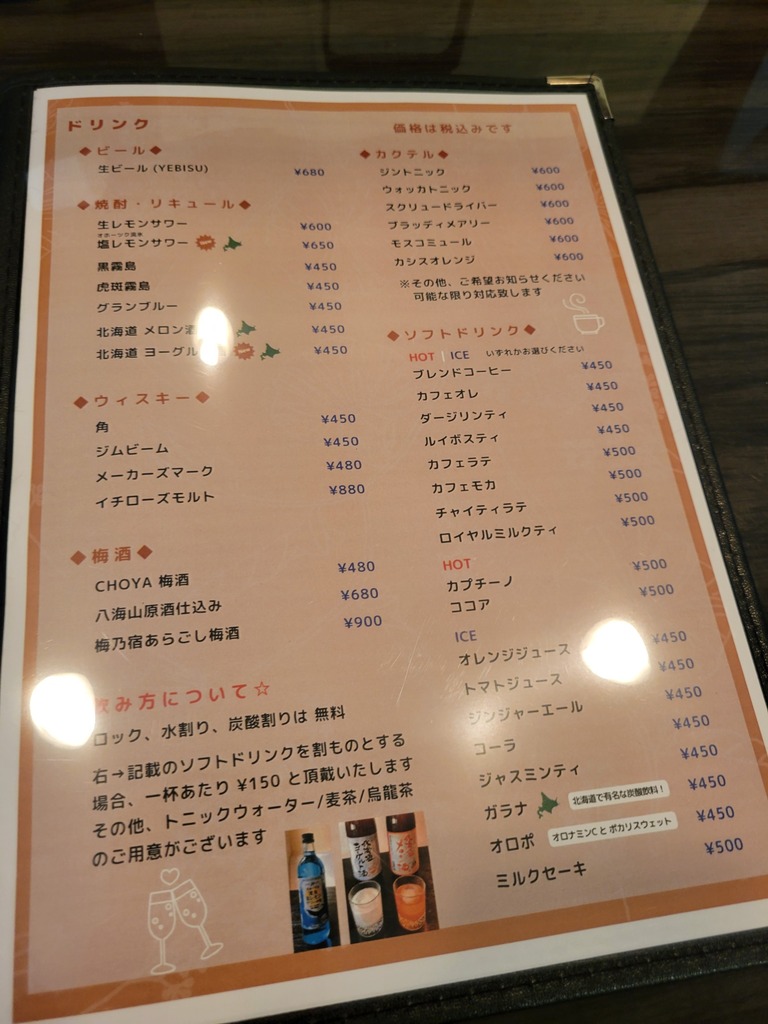 ドリンク
価格は税込みです
◆ビール◆
生ビール (YEBISU) ¥680
◆焼酎・リキュール◆
生レモンサワー ¥600
塩レモンサワー ¥650
黒霧島 ¥450
虎斑霧島 ¥450
グランブルー ¥450
北海道 メロン酒 ¥450
北海道 ヨーグル ¥450
◆ウィスキー◆
角 ¥450
ジムビーム ¥450
メーカーズマーク ¥480
イチローズモルト ¥880
◆梅酒◆
CHOYA 梅酒 ¥480
八海山原酒仕込み ¥680
梅乃宿あらごし梅酒 ¥900
飲み方について☆
ロック、水割り、炭酸割りは 無料
右→記載のソフトドリンクを割ものとする
場合、一杯あたり ¥150 と頂戴いたします
その他、トニックウォーター/麦茶/烏龍茶
のご用意がございます
◆カクテル◆
ジントニック ¥600
ウォッカトニック ¥600
スクリュードライバー ¥600
ブラッディメアリー ¥600
モスコミュール ¥600
カシスオレンジ ¥600
※その他、ご希望お知らせください
可能な限り対応致します
◆ソフトドリンク◆
HOT | ICE いずれかお選びください
ブレンドコーヒー ¥450
カフェオレ ¥450
ダージリンティ ¥450
ルイボスティ ¥450
カフェラテ ¥500
カフェモカ ¥500
チャイティラテ ¥500
ロイヤルミルクティ ¥500
HOT
カプチーノ ¥500
ココア ¥500
ICE
オレンジジュース ¥450
トマトジュース ¥450
ジンジャーエール ¥450
コーラ ¥450
ジャスミンティ ¥450
ガラナ 北海道で有名な炭酸飲料！ ¥450
オロポ オロナミンCと ポカリスウェット ¥450
ミルクセーキ ¥500